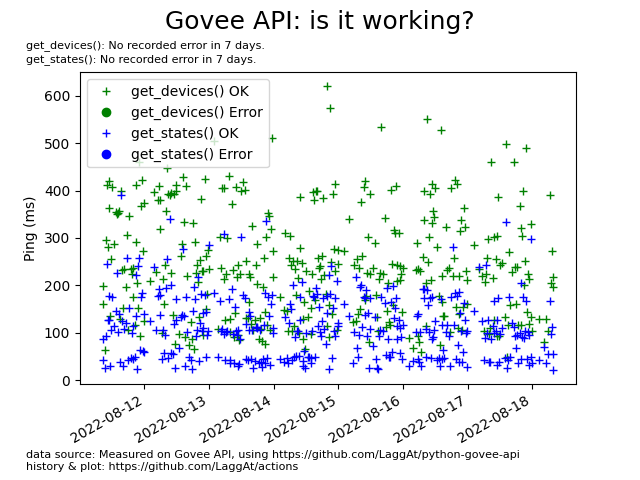 Govee API: is it working?
get_devices(): No recorded error in 7 days.
get_states(): No recorded error in 7 days.
get_devices() OK
get_devices() Error
get_states() OK
get_states() Error
Ping (ms)
600
500
400
300
200
100
0
2022-08-12
2022-08-13
2022-08-14
2022-08-15
2022-08-16
2022-08-17
2022-08-18
data source: Measured on Govee API, using https://github.com/LaggAt/python-govee-api
history & plot: https://github.com/LaggAt/actions